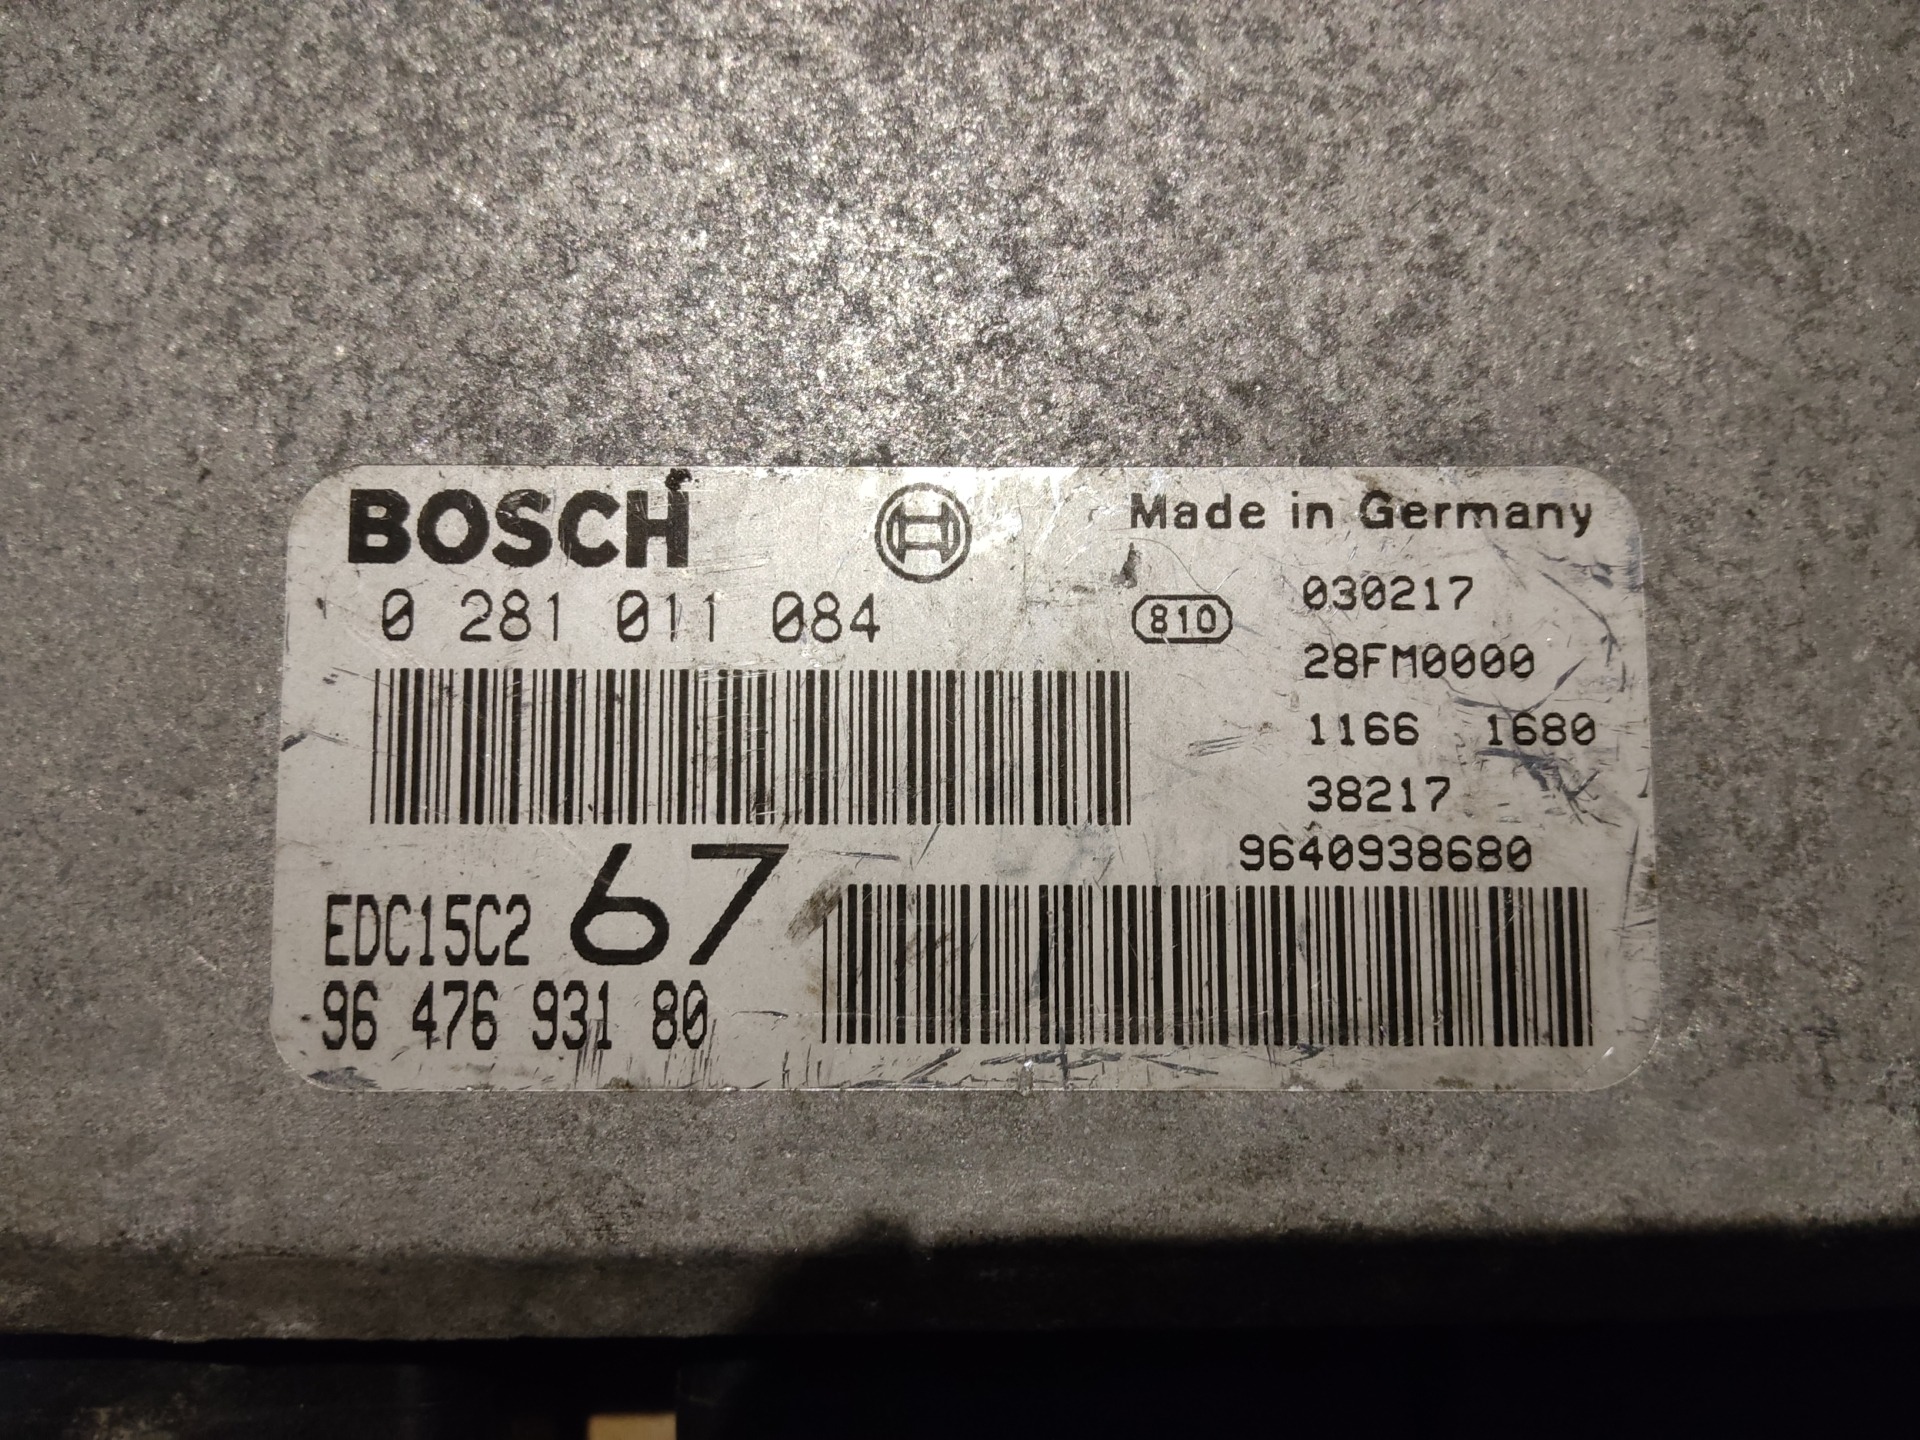 BOSCH
Made in Germany
0 281 011 084
810
030217
28FM0000
1166 1680
38217
9640938680
EDC15C2 67
96 476 931 80